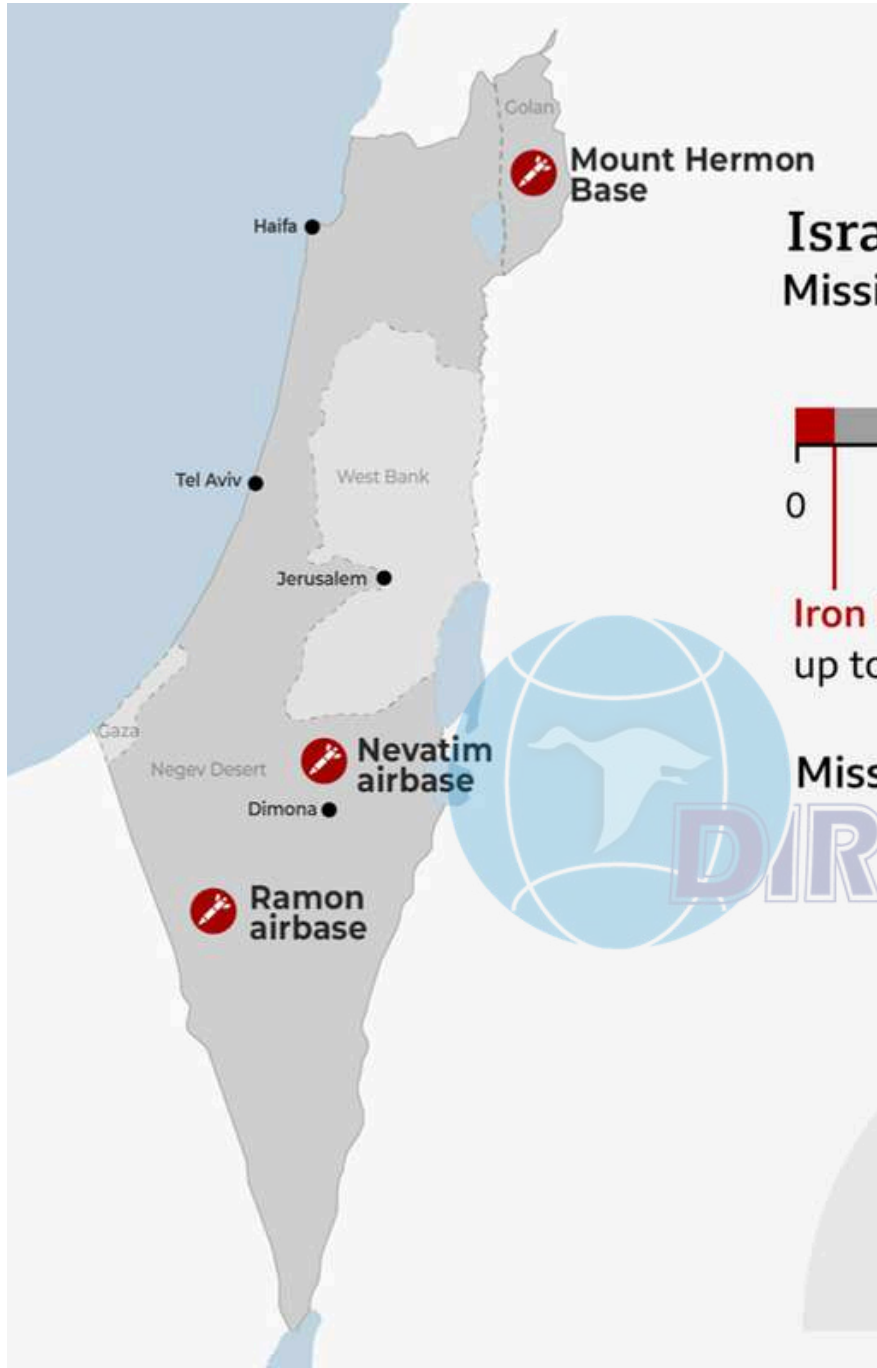 Golan
Mount Hermon
Base
Haifa
Isra
Missi
Tel Aviv
West Bank
0
Jerusalem
Iron
up to
Gaza
Negev Desert
Nevatim
airbase
Miss
Dimona
DIR
Ramon
airbase